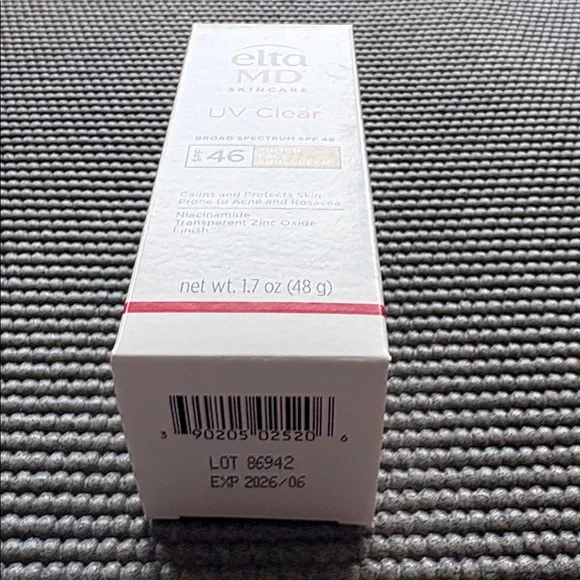 elta
MD
SKINCARE
UV Clear
BROAD-SPECTRUM SPF 46
SPF 46
Calms and Protects Skin
Prone to Acne and Rosacea
Niacinamide
Transparent Zinc Oxide
Finish
net wt. 1.7 oz (48 g)
3 90205 02520 6
LOT 86942
EXP 2026/06